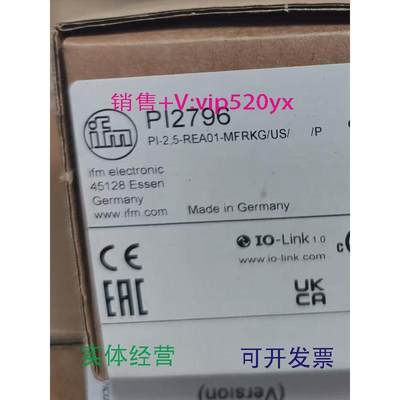 销售+V:vip520yx
ifm
PI2796
PI-2,5-REA01-MFRKG/US/ /P
ifm electronic
45128 Essen
Germany
www.ifm.com
Made in Germany
IO-Link 1.0
www.io-link.com
CE
EAC
UK
CA
实体经营
可开发票
(Version)